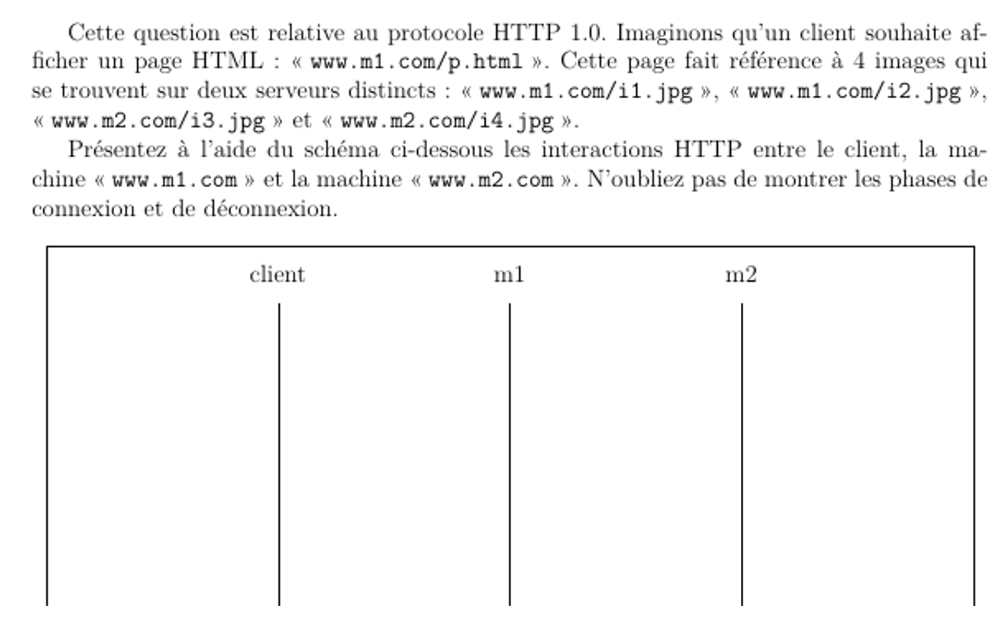 Cette question est relative au protocole HTTP 1.0. Imaginons qu'un client souhaite af-
ficher un page HTML : « www.m1.com/p.html ». Cette page fait référence à 4 images qui
se trouvent sur deux serveurs distincts : « www.m1.com/i1.jpg », « www.m1.com/i2.jpg »,
« www.m2.com/i3.jpg » et « www.m2.com/i4.jpg ».
Présentez à l'aide du schéma ci-dessous les interactions HTTP entre le client, la ma-
chine « www.m1.com » et la machine « www.m2.com ». N'oubliez pas de montrer les phases de
connexion et de déconnexion.
client m1 m2